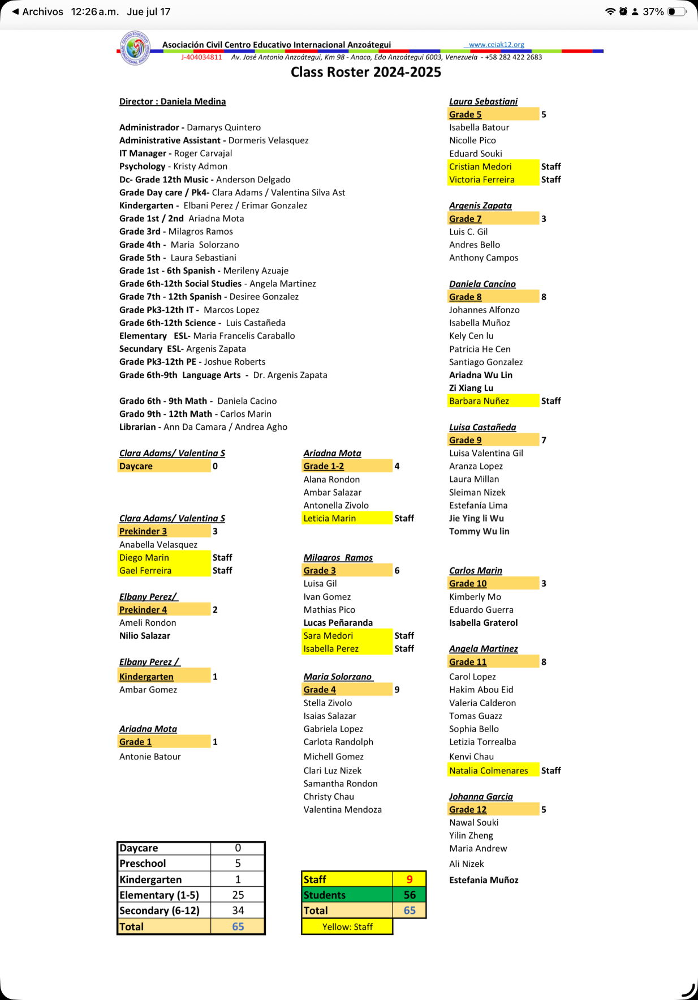 ◀ Archivos 12:26 a.m. Jue jul 17 37%
Asociación Civil Centro Educativo Internacional Anzoátegui www.ceiak12.org
J-404034811 Av. José Antonio Anzoátegui, Km 98 - Anaco, Edo Anzoátegui 6003, Venezuela - +58 282 422 2683
Class Roster 2024-2025
Director : Daniela Medina
Administrador - Damarys Quintero
Administrative Assistant - Dormeris Velasquez
IT Manager - Roger Carvajal
Psychology - Kristy Admon
Dc- Grade 12th Music - Anderson Delgado
Grade Day care / Pk4- Clara Adams / Valentina Silva Ast
Kindergarten - Elbani Perez / Erimar Gonzalez
Grade 1st / 2nd Ariadna Mota
Grade 3rd - Milagros Ramos
Grade 4th - Maria Solorzano
Grade 5th - Laura Sebastiani
Grade 1st - 6th Spanish - Merileny Azuaje
Grade 6th-12th Social Studies - Angela Martinez
Grade 7th - 12th Spanish - Desiree Gonzalez
Grade Pk3-12th IT - Marcos Lopez
Grade 6th-12th Science - Luis Castañeda
Elementary ESL- Maria Francelis Caraballo
Secundary ESL- Argenis Zapata
Grade Pk3-12th PE - Joshue Roberts
Grade 6th-9th Language Arts - Dr. Argenis Zapata
Grado 6th - 9th Math - Daniela Cacino
Grado 9th - 12th Math - Carlos Marin
Librarian - Ann Da Camara / Andrea Agho
Clara Adams/ Valentina S
Daycare 0
Clara Adams/ Valentina S
Prekinder 3 3
Anabella Velasquez
Diego Marin Staff
Gael Ferreira Staff
Elbany Perez/
Prekinder 4 2
Ameli Rondon
Nilio Salazar
Elbany Perez /
Kindergarten 1
Ambar Gomez
Ariadna Mota
Grade 1 1
Antonie Batour
Daycare 0
Preschool 5
Kindergarten 1
Elementary (1-5) 25
Secondary (6-12) 34
Total 65
Ariadna Mota
Grade 1-2 4
Alana Rondon
Ambar Salazar
Antonella Zivolo
Leticia Marin Staff
Milagros Ramos
Grade 3 6
Luisa Gil
Ivan Gomez
Mathias Pico
Lucas Peñaranda
Sara Medori Staff
Isabella Perez Staff
Maria Solorzano
Grade 4 9
Stella Zivolo
Isaias Salazar
Gabriela Lopez
Carlota Randolph
Michell Gomez
Clari Luz Nizek
Samantha Rondon
Christy Chau
Valentina Mendoza
Staff 9
Students 56
Total 65
Yellow: Staff
Laura Sebastiani
Grade 5 5
Isabella Batour
Nicolle Pico
Eduard Souki
Cristian Medori Staff
Victoria Ferreira Staff
Argenis Zapata
Grade 7 3
Luis C. Gil
Andres Bello
Anthony Campos
Daniela Cancino
Grade 8 8
Johannes Alfonzo
Isabella Muñoz
Kely Cen lu
Patricia He Cen
Santiago Gonzalez
Ariadna Wu Lin
Zi Xiang Lu
Barbara Nuñez Staff
Luisa Castañeda
Grade 9 7
Luisa Valentina Gil
Aranza Lopez
Laura Millan
Sleiman Nizek
Estefanía Lima
Jie Ying li Wu
Tommy Wu lin
Carlos Marin
Grade 10 3
Kimberly Mo
Eduardo Guerra
Isabella Graterol
Angela Martinez
Grade 11 8
Carol Lopez
Hakim Abou Eid
Valeria Calderon
Tomas Guazz
Sophia Bello
Letizia Torrealba
Kenvi Chau
Natalia Colmenares Staff
Johanna Garcia
Grade 12 5
Nawal Souki
Yilin Zheng
Maria Andrew
Ali Nizek
Estefania Muñoz